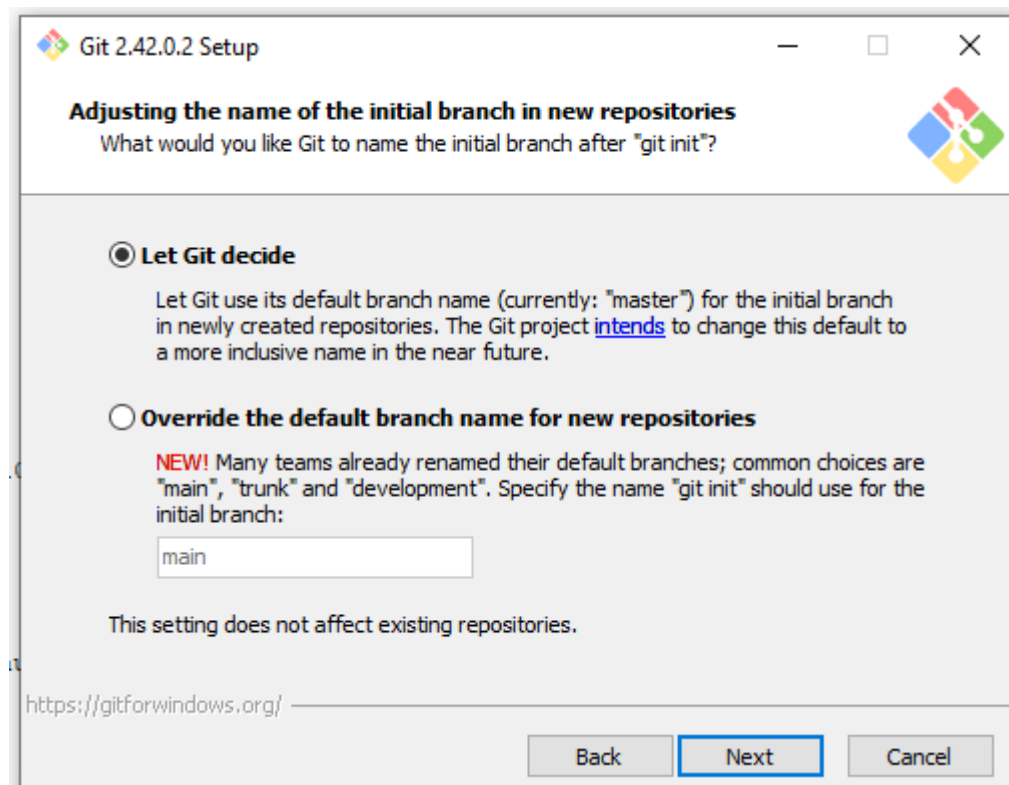 Git 2.42.0.2 Setup
Adjusting the name of the initial branch in new repositories
What would you like Git to name the initial branch after "git init"?
Let Git decide
Let Git use its default branch name (currently: "master") for the initial branch
in newly created repositories. The Git project intends to change this default to
a more inclusive name in the near future.
Override the default branch name for new repositories
NEW! Many teams already renamed their default branches; common choices are
"main", "trunk" and "development". Specify the name "git init" should use for the
initial branch:
main
This setting does not affect existing repositories.
https://gitforwindows.org/
Back Next Cancel